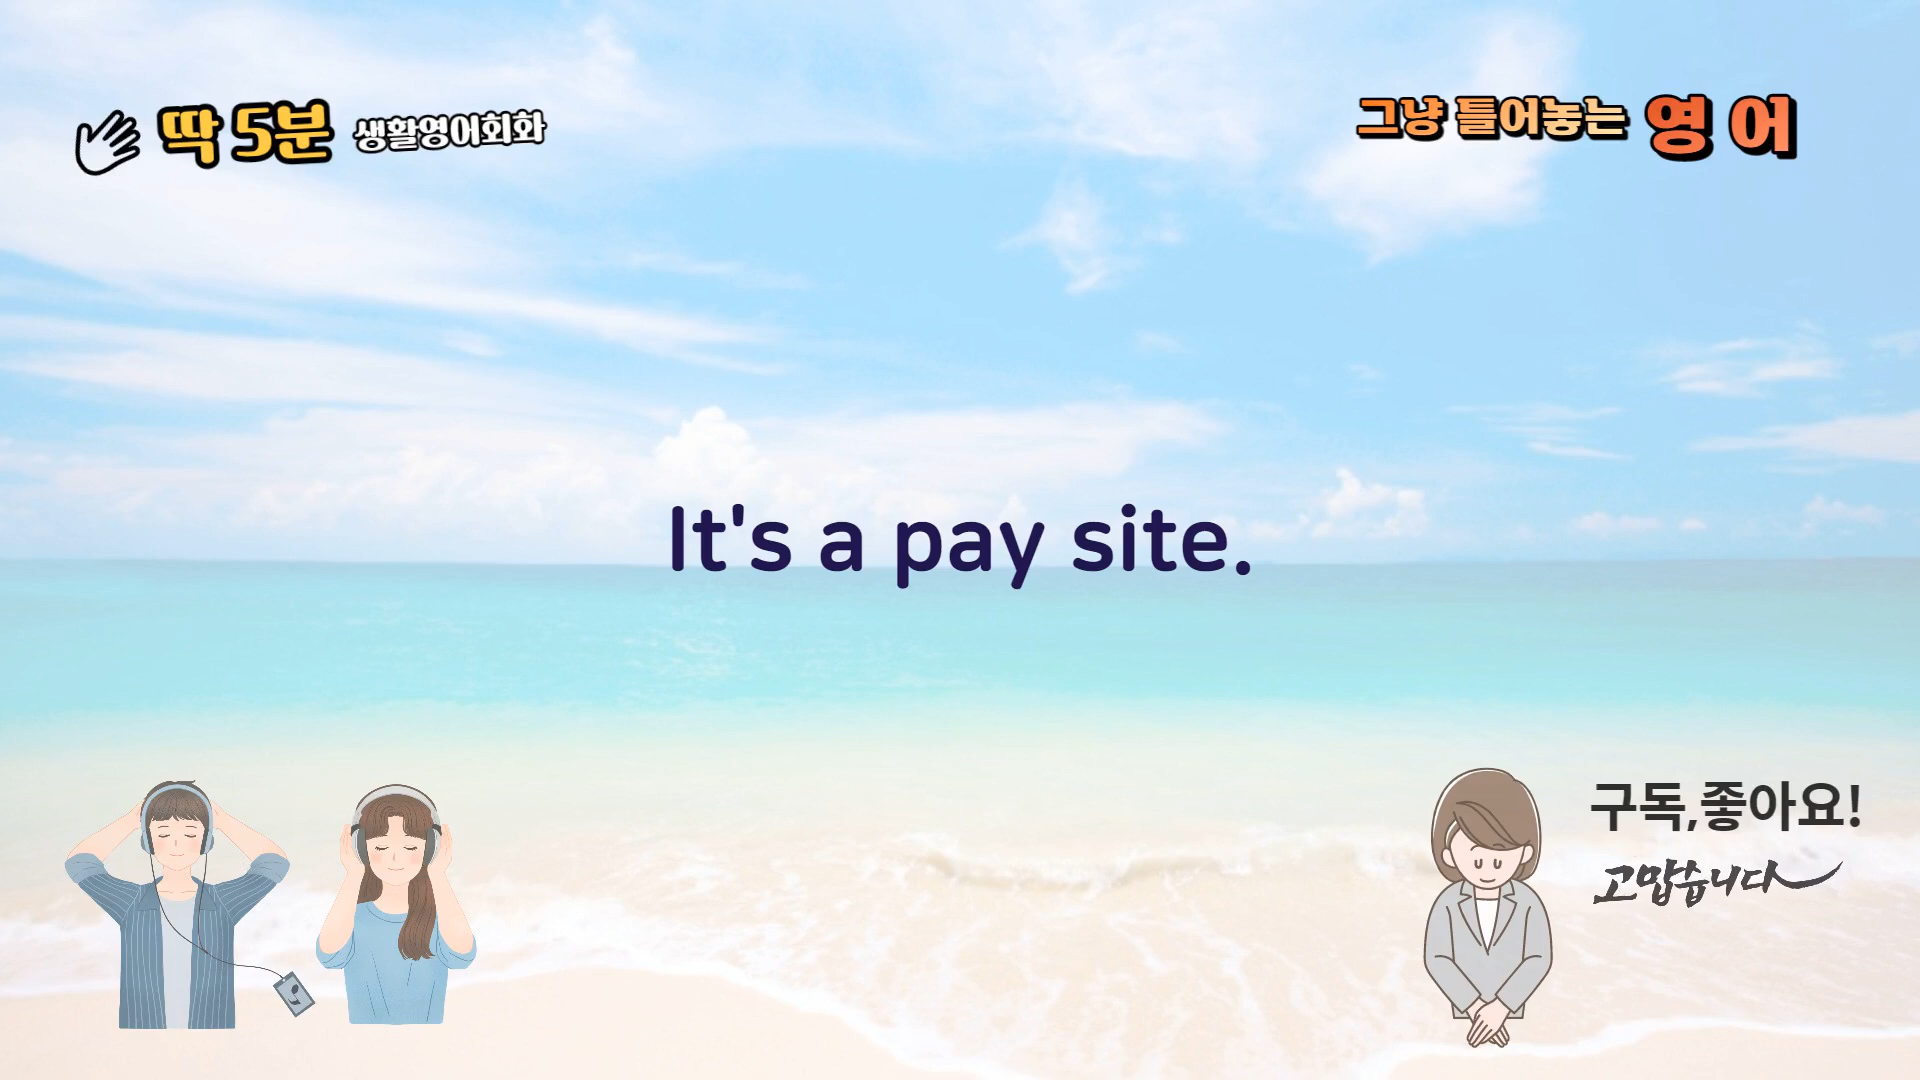 딱 5분 생활영어회화
그냥 틀어놓는 영어
It's a pay site.
구독,좋아요!
고맙습니다